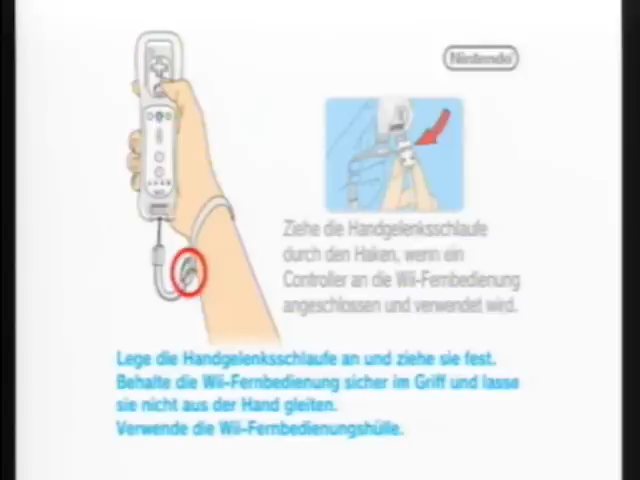 Nintendo
Ziehe die Handgelenksschlaufe
durch den Haken, wenn ein
Controller an die Wii-Fernbedienung
angeschlossen und verwendet wird.
Lege die Handgelenksschlaufe an und ziehe sie fest.
Behalte die Wii-Fernbedienung sicher im Griff und lasse
sie nicht aus der Hand gleiten.
Verwende die Wii-Fernbedienungshülle.